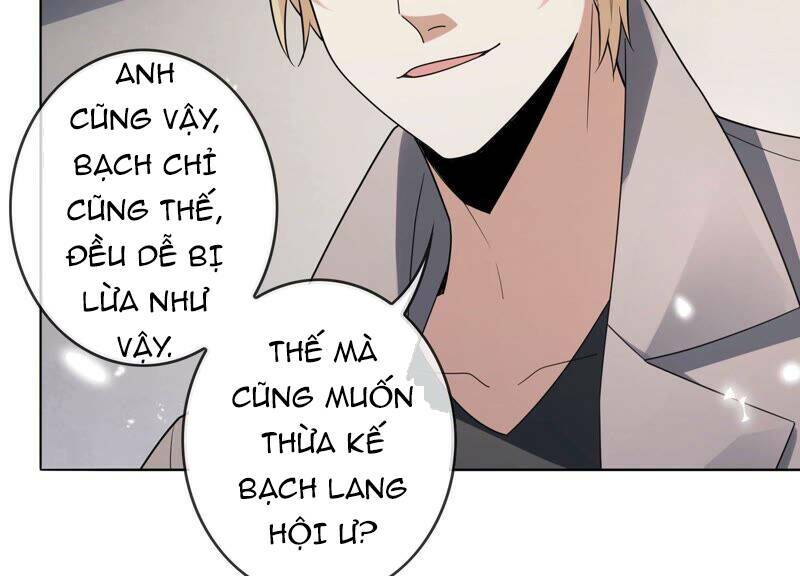 ANH
CŨNG VẬY,
BẠCH CHỈ
CŨNG THẾ,
ĐỀU DỄ BỊ
LỪA NHƯ
VẬY.
THẾ MÀ
CŨNG MUỐN
THỪA KẾ
BẠCH LANG
HỘI Ư?